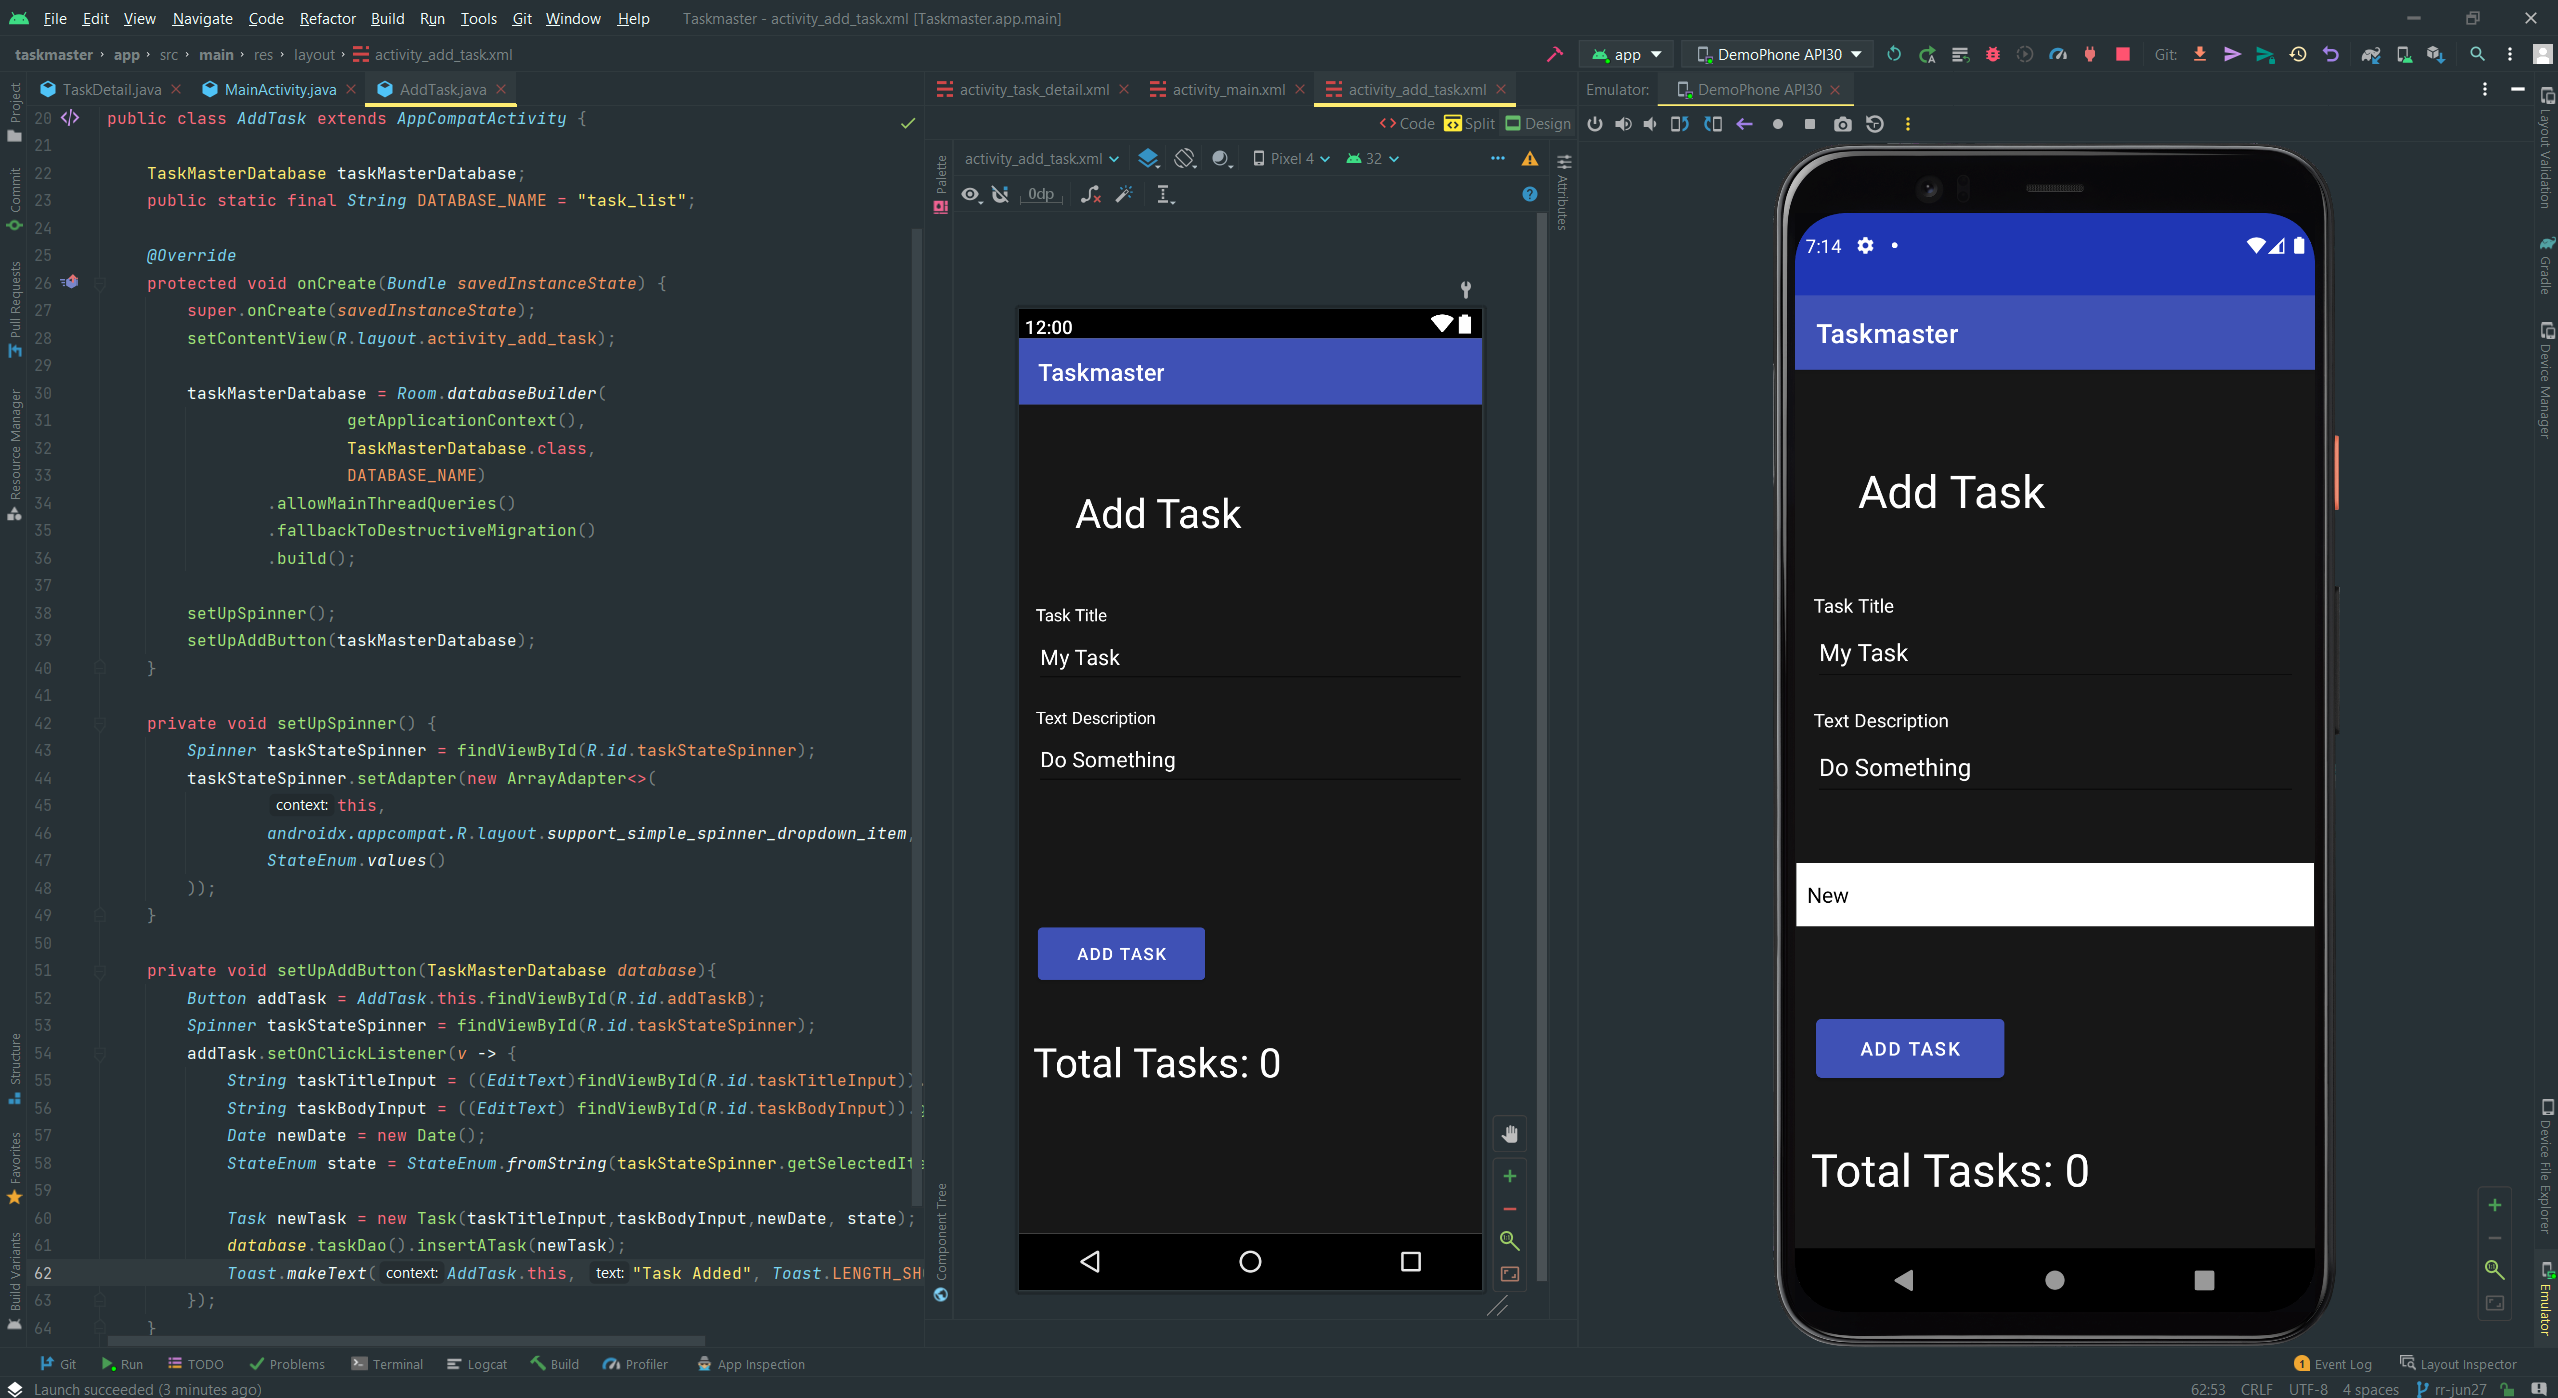 File Edit View Navigate Code Refactor Build Run Tools Git Window Help Taskmaster - activity_add_task.xml [Taskmaster.app.main]
taskmaster › app › src › main › res › layout › activity_add_task.xml
app
DemoPhone API30
Git:
TaskDetail.java
MainActivity.java
AddTask.java
activity_task_detail.xml
activity_main.xml
activity_add_task.xml
Emulator:
DemoPhone API30
Code
Split
Design
Project
Commit
Pull Requests
Resource Manager
Structure
Favorites
Build Variants
20 public class AddTask extends AppCompatActivity {
21
22 TaskMasterDatabase taskMasterDatabase;
23 public static final String DATABASE_NAME = "task_list";
24
25 @Override
26 protected void onCreate(Bundle savedInstanceState) {
27 super.onCreate(savedInstanceState);
28 setContentView(R.layout.activity_add_task);
29
30 taskMasterDatabase = Room.databaseBuilder(
31 getApplicationContext(),
32 TaskMasterDatabase.class,
33 DATABASE_NAME)
34 .allowMainThreadQueries()
35 .fallbackToDestructiveMigration()
36 .build();
37
38 setUpSpinner();
39 setUpAddButton(taskMasterDatabase);
40 }
41
42 private void setUpSpinner() {
43 Spinner taskStateSpinner = findViewById(R.id.taskStateSpinner);
44 taskStateSpinner.setAdapter(new ArrayAdapter<>(
45 context: this,
46 androidx.appcompat.R.layout.support_simple_spinner_dropdown_item,
47 StateEnum.values()
48 ));
49 }
50
51 private void setUpAddButton(TaskMasterDatabase database){
52 Button addTask = AddTask.this.findViewById(R.id.addTaskB);
53 Spinner taskStateSpinner = findViewById(R.id.taskStateSpinner);
54 addTask.setOnClickListener(v -> {
55 String taskTitleInput = ((EditText)findViewById(R.id.taskTitleInput))
56 String taskBodyInput = ((EditText) findViewById(R.id.taskBodyInput)).
57 Date newDate = new Date();
58 StateEnum state = StateEnum.fromString(taskStateSpinner.getSelectedIt
59
60 Task newTask = new Task(taskTitleInput,taskBodyInput,newDate, state);
61 database.taskDao().insertATask(newTask);
62 Toast.makeText( context: AddTask.this, text: "Task Added", Toast.LENGTH_SH
63 });
64 }
Palette
Component Tree
activity_add_task.xml
Pixel 4
32
0dp
Attributes
12:00
Taskmaster
Add Task
Task Title
My Task
Text Description
Do Something
ADD TASK
Total Tasks: 0
7:14
Taskmaster
Add Task
Task Title
My Task
Text Description
Do Something
New
ADD TASK
Total Tasks: 0
Layout Validation
Gradle
Device Manager
Device File Explorer
Emulator
Git Run TODO Problems Terminal Logcat Build Profiler App Inspection
1 Event Log Layout Inspector
Launch succeeded (3 minutes ago)
62:53 CRLF UTF-8 4 spaces rr-jun27